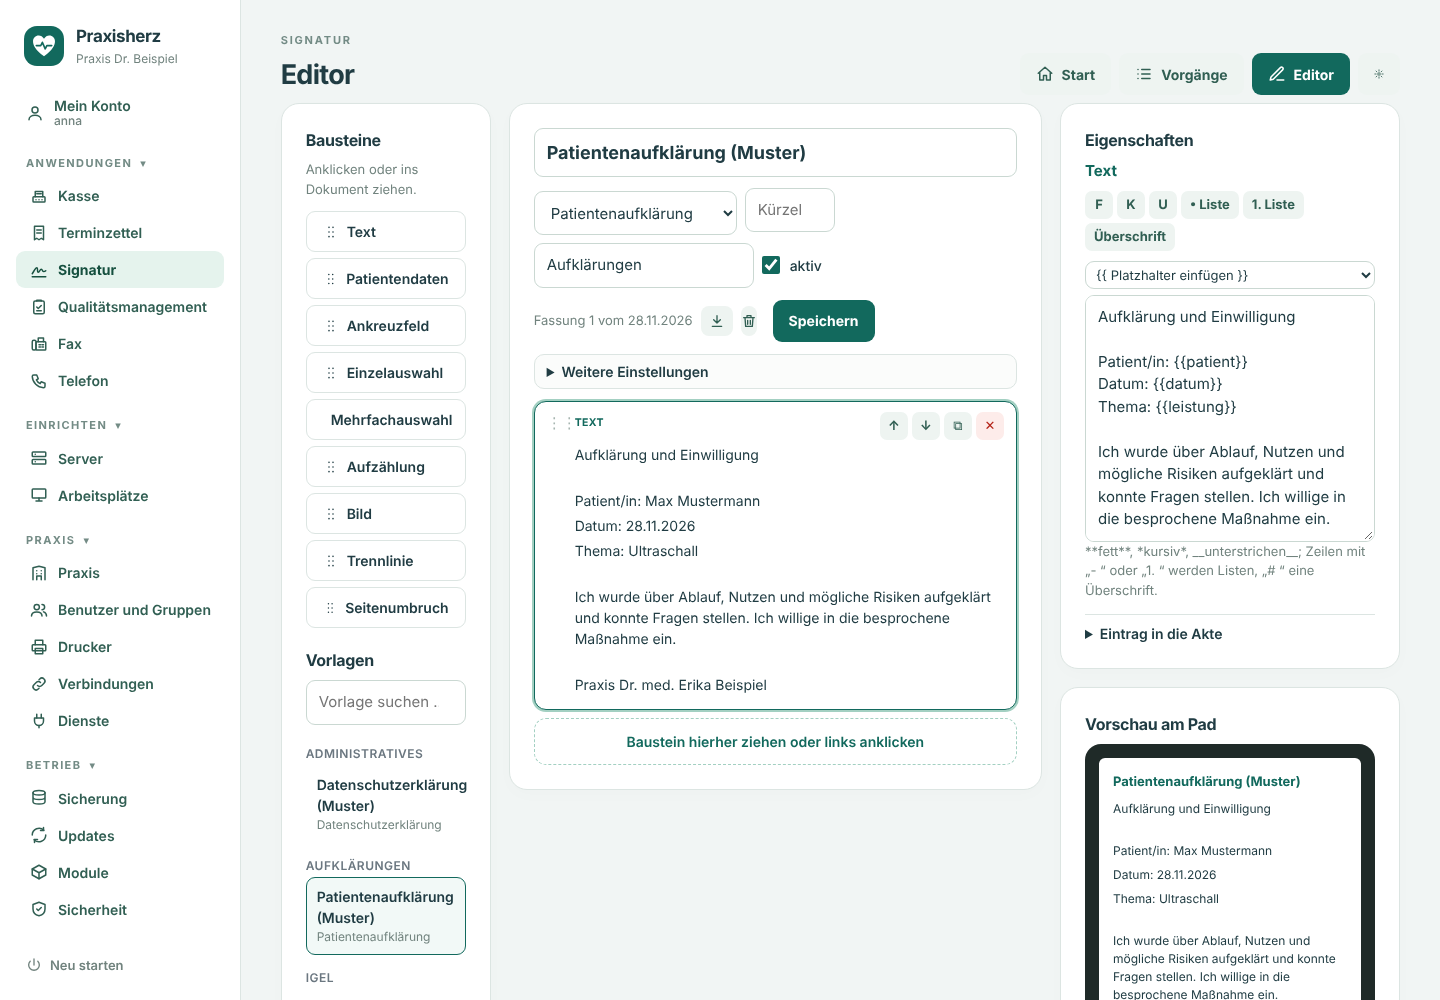 Praxisherz
Praxis Dr. Beispiel
Mein Konto
anna
ANWENDUNGEN ▼
Kasse
Terminzettel
Signatur
Qualitätsmanagement
Fax
Telefon
EINRICHTEN ▼
Server
Arbeitsplätze
PRAXIS ▼
Praxis
Benutzer und Gruppen
Drucker
Verbindungen
Dienste
BETRIEB ▼
Sicherung
Updates
Module
Sicherheit
Neu starten
SIGNATUR
Editor
Start
Vorgänge
Editor
Bausteine
Anklicken oder ins
Dokument ziehen.
Text
Patientendaten
Ankreuzfeld
Einzelauswahl
Mehrfachauswahl
Aufzählung
Bild
Trennlinie
Seitenumbruch
Vorlagen
Vorlage suchen .
ADMINISTRATIVES
Datenschutzerklärung
(Muster)
Datenschutzerklärung
AUFKLÄRUNGEN
Patientenaufklärung
(Muster)
Patientenaufklärung
IGEL
Patientenaufklärung (Muster)
Patientenaufklärung
Kürzel
Aufklärungen
aktiv
Fassung 1 vom 28.11.2026
Speichern
▶ Weitere Einstellungen
TEXT
Aufklärung und Einwilligung
Patient/in: Max Mustermann
Datum: 28.11.2026
Thema: Ultraschall
Ich wurde über Ablauf, Nutzen und mögliche Risiken aufgeklärt
und konnte Fragen stellen. Ich willige in die besprochene
Maßnahme ein.
Praxis Dr. med. Erika Beispiel
Baustein hierher ziehen oder links anklicken
Eigenschaften
Text
F K U • Liste 1. Liste
Überschrift
{{ Platzhalter einfügen }}
Aufklärung und Einwilligung
Patient/in: {{patient}}
Datum: {{datum}}
Thema: {{leistung}}
Ich wurde über Ablauf, Nutzen und
mögliche Risiken aufgeklärt und
konnte Fragen stellen. Ich willige in
die besprochene Maßnahme ein.
**fett**, *kursiv*, __unterstrichen__; Zeilen mit
„- “ oder „1. “ werden Listen, „# “ eine
Überschrift.
▶ Eintrag in die Akte
Vorschau am Pad
Patientenaufklärung (Muster)
Aufklärung und Einwilligung
Patient/in: Max Mustermann
Datum: 28.11.2026
Thema: Ultraschall
Ich wurde über Ablauf, Nutzen und
mögliche Risiken aufgeklärt und konnte
Fragen stellen. Ich willige in die
besprochene Maßnahme ein.